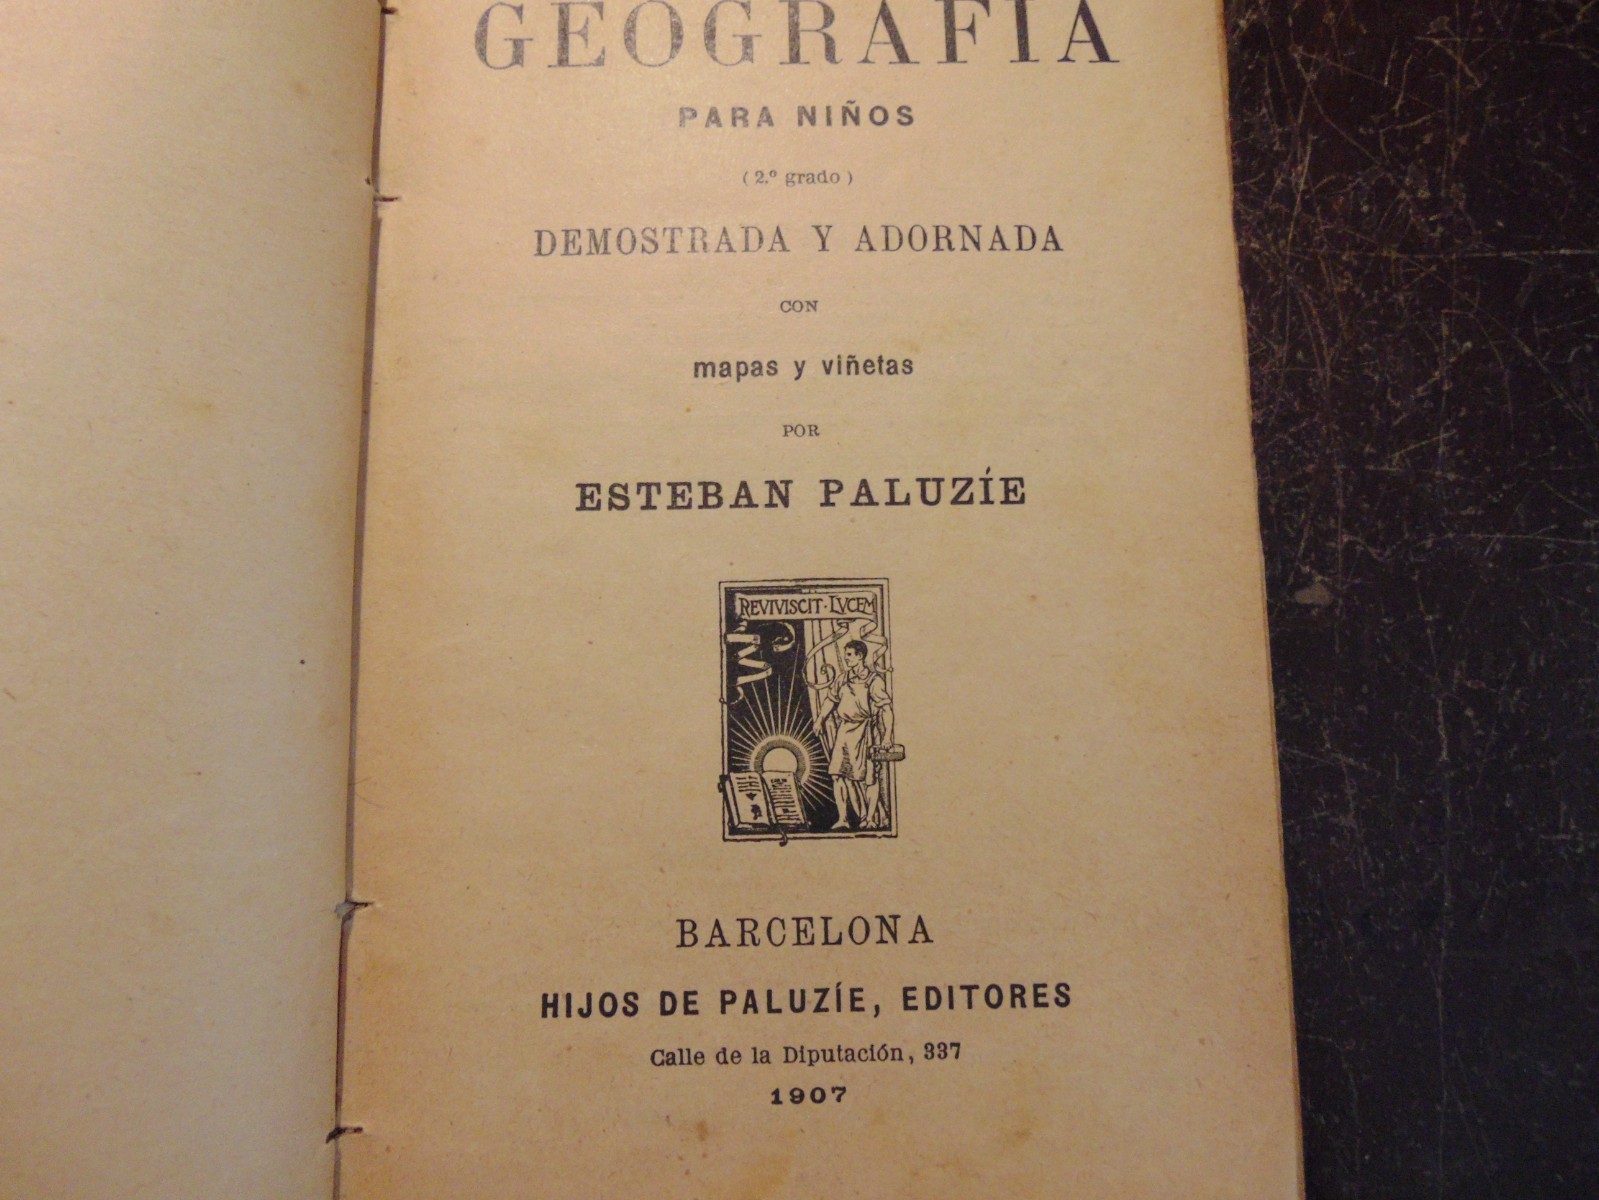 GEOGRAFÍA
PARA NIÑOS
( 2.º grado )
DEMOSTRADA Y ADORNADA
CON
mapas y viñetas
POR
ESTEBAN PALUZÍE
REVIVISCIT·LVCEM
BARCELONA
HIJOS DE PALUZÍE, EDITORES
Calle de la Diputación, 337
1907